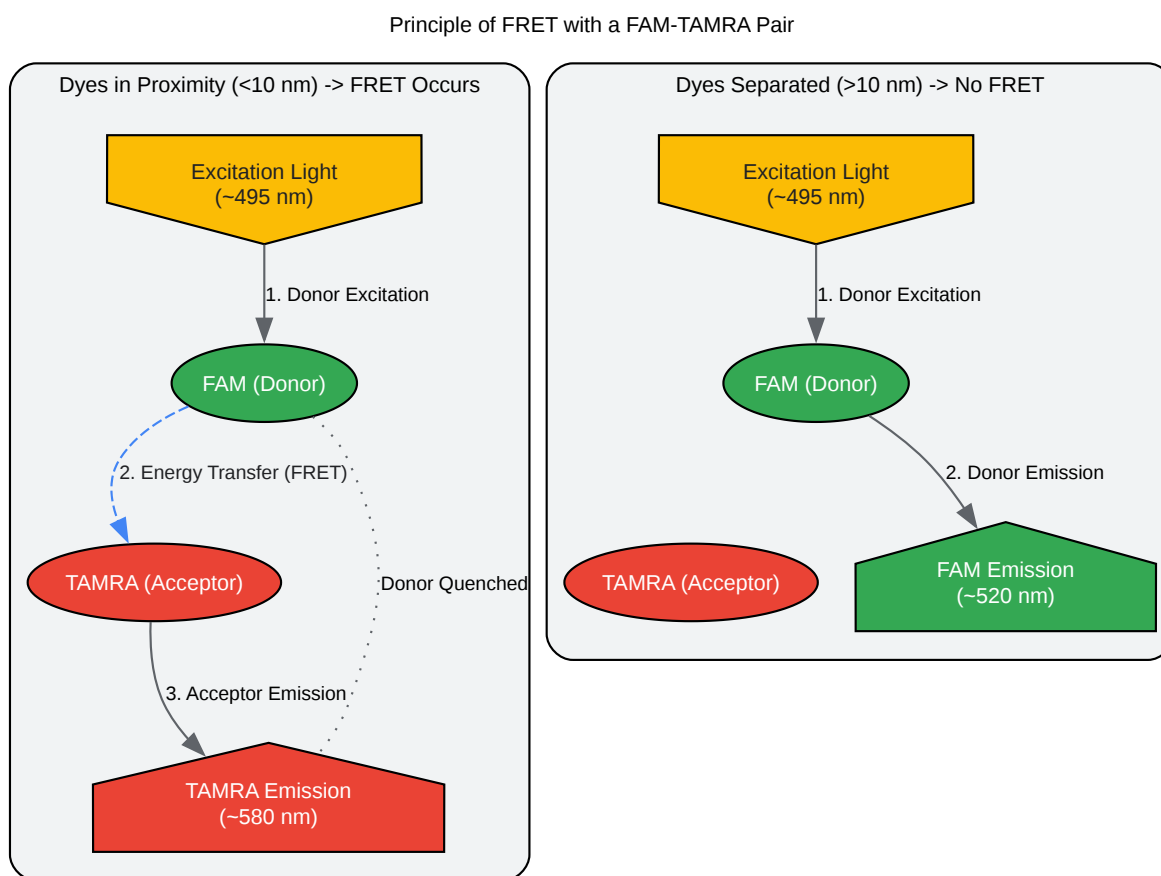 Principle of FRET with a FAM-TAMRA Pair
Dyes in Proximity (<10 nm) -> FRET Occurs
Excitation Light
(~495 nm)
1. Donor Excitation
FAM (Donor)
2. Energy Transfer (FRET)
TAMRA (Acceptor)
Donor Quenched
3. Acceptor Emission
TAMRA Emission
(~580 nm)
Dyes Separated (>10 nm) -> No FRET
Excitation Light
(~495 nm)
1. Donor Excitation
FAM (Donor)
2. Donor Emission
TAMRA (Acceptor)
FAM Emission
(~520 nm)